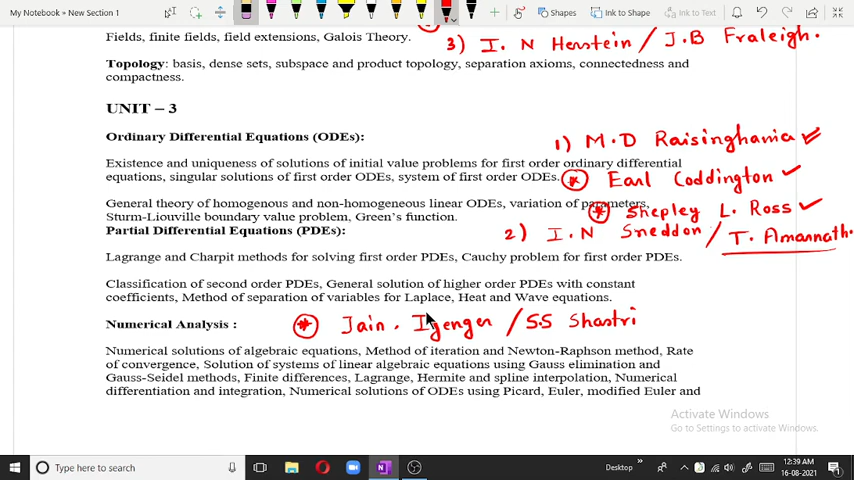 My Notebook » New Section 1
Shapes
Ink to Shape
Ink to Text
Fields, finite fields, field extensions, Galois Theory.
3) I. N Herstein / J.B Fraleigh.
Topology: basis, dense sets, subspace and product topology, separation axioms, connectedness and
compactness.
UNIT – 3
Ordinary Differential Equations (ODEs):
1) M.D Raisinghania
Existence and uniqueness of solutions of initial value problems for first order ordinary differential
equations, singular solutions of first order ODEs, system of first order ODEs.
Earl Coddington
General theory of homogenous and non-homogeneous linear ODEs, variation of parameters,
Shepley L. Ross
Sturm-Liouville boundary value problem, Green's function.
Partial Differential Equations (PDEs):
2) I.N Sneddon / T. Amarnath.
Lagrange and Charpit methods for solving first order PDEs, Cauchy problem for first order PDEs.
Classification of second order PDEs, General solution of higher order PDEs with constant
coefficients, Method of separation of variables for Laplace, Heat and Wave equations.
Numerical Analysis :
Jain. Iyenger / S.S Shastri
Numerical solutions of algebraic equations, Method of iteration and Newton-Raphson method, Rate
of convergence, Solution of systems of linear algebraic equations using Gauss elimination and
Gauss-Seidel methods, Finite differences, Lagrange, Hermite and spline interpolation, Numerical
differentiation and integration, Numerical solutions of ODEs using Picard, Euler, modified Euler and
Activate Windows
Go to Settings to activate Windows.
Type here to search
Desktop
12:39 AM
16-08-2021